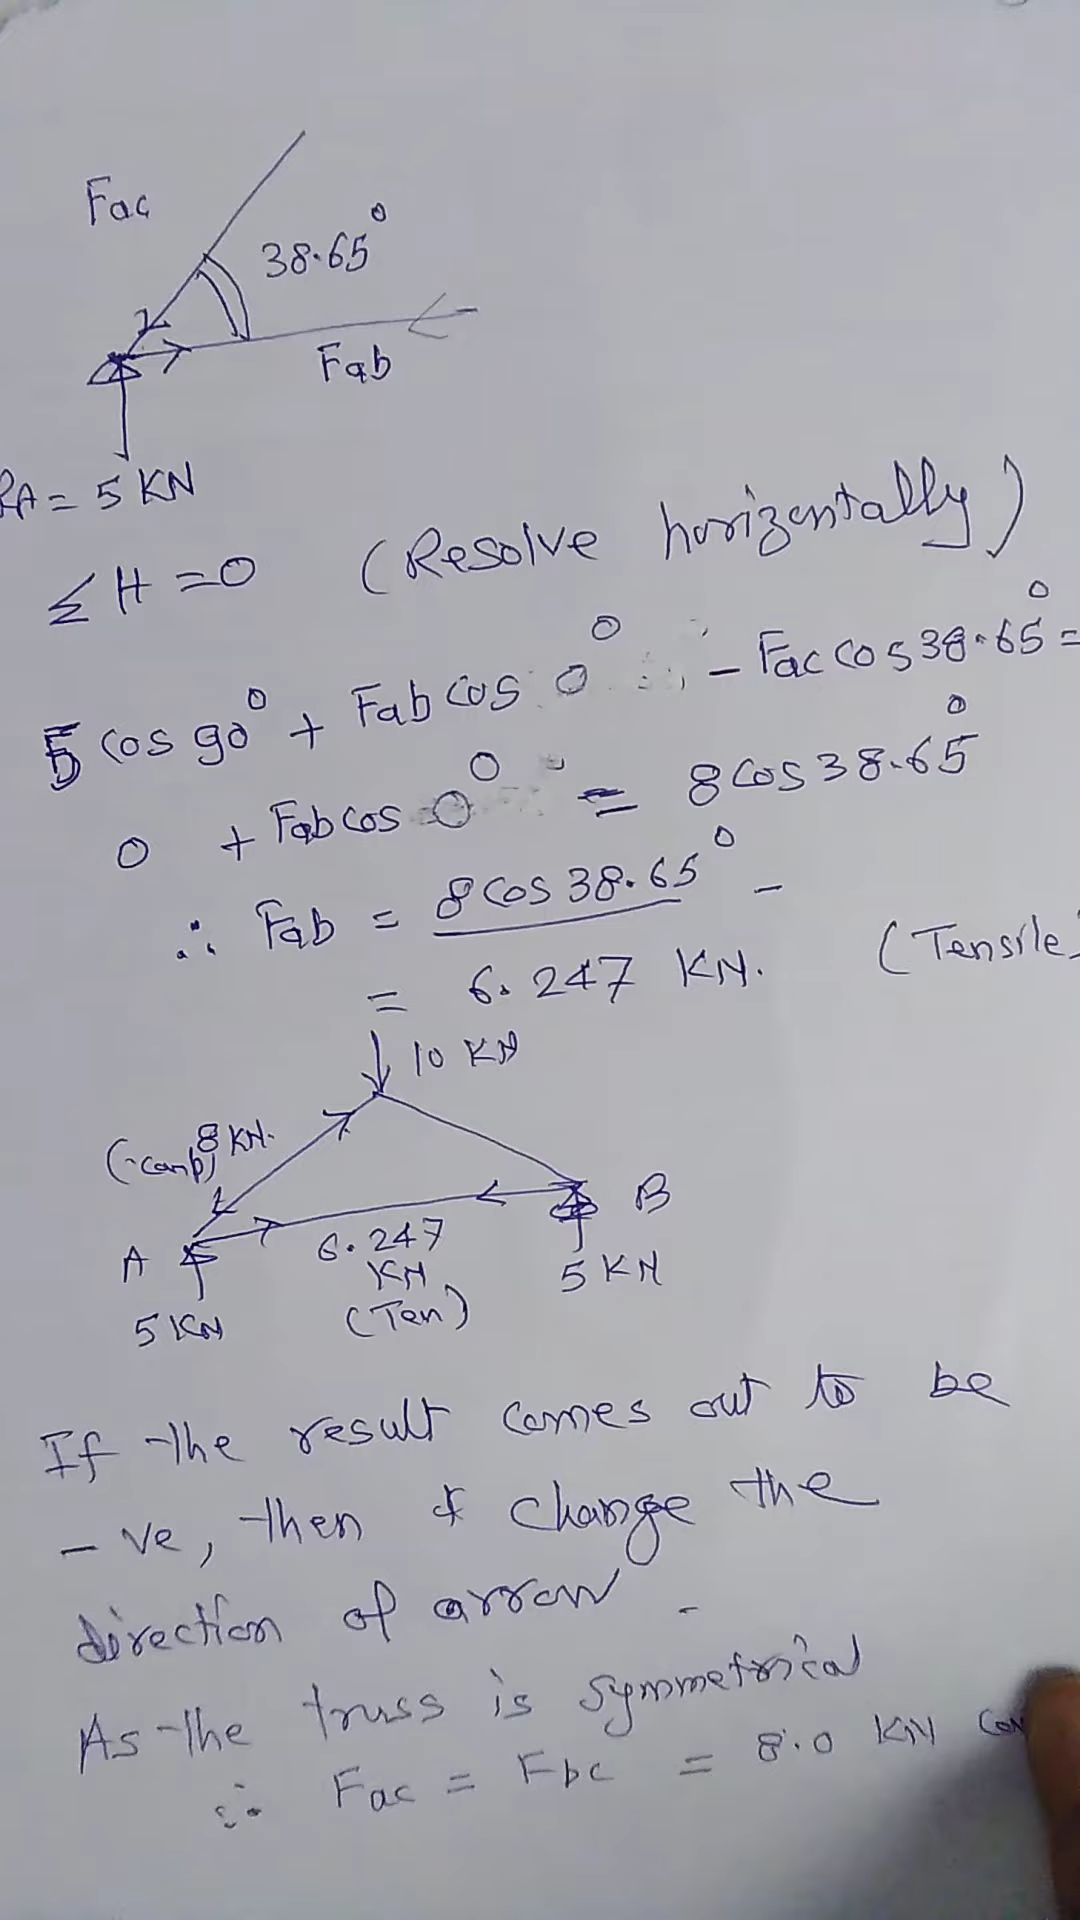 Fac
38.65°
Fab
RA = 5 KN
≤ H = 0 (Resolve horizontally)
5 cos 90° + Fab cos 0° - Fac cos 38.65° =
0 + Fab cos 0° = 8 cos 38.65°
∴ Fab = 8 cos 38.65°
= 6.247 KN. (Tensile)
10 KN
8 KN.
(comp)
A
6.247
KN
(Ten)
B
5 KN
5 KN
If the result comes out to be
- ve, then change the
direction of arrow.
As the truss is symmetrical
∴ Fac = Fbc = 8.0 KN